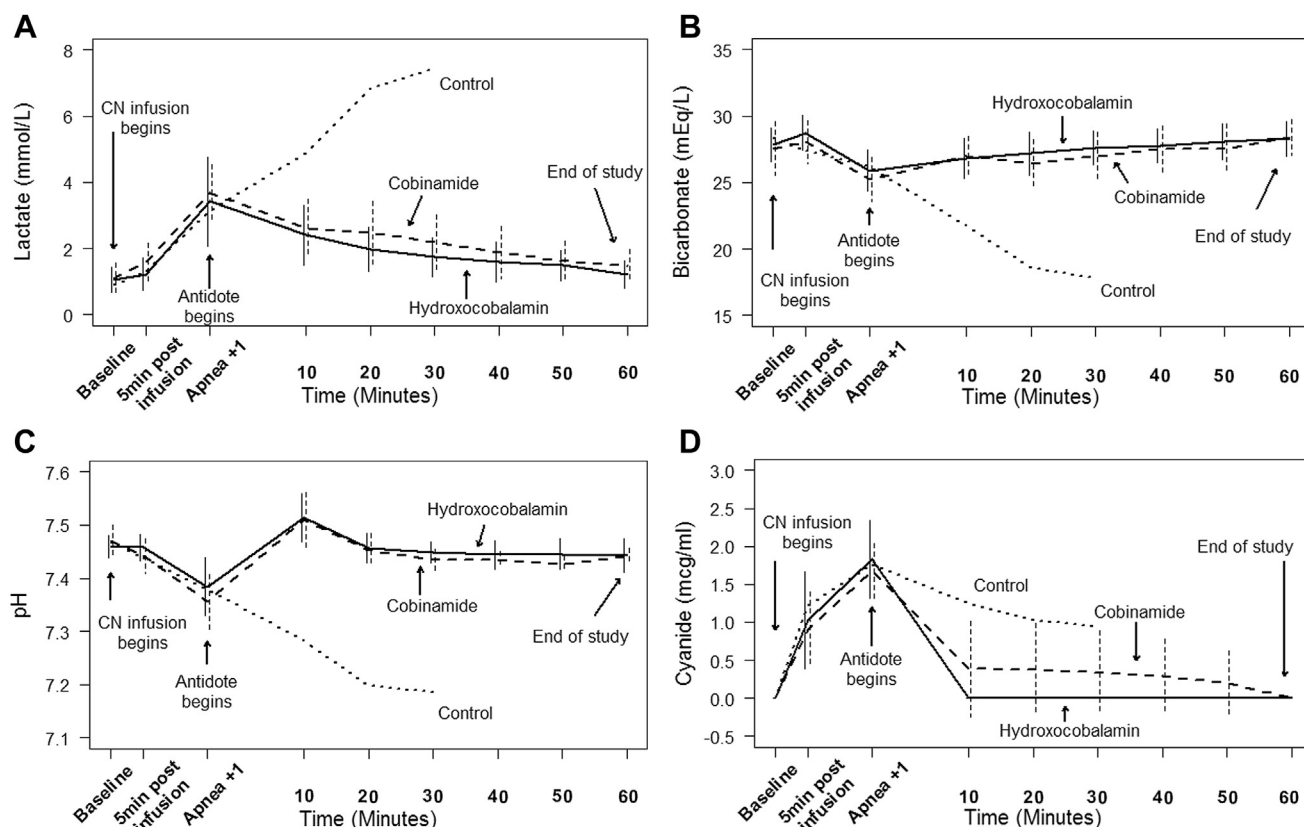 A
Lactate (mmol/L)
8
6
4
2
0
CN infusion
begins
Control
Cobinamide
End of study
Antidote
begins
Hydroxocobalamin
Baseline
5min post
infusion
Apnea +1
10
20
30
40
50
60
Time (Minutes)
B
Bicarbonate (mEq/L)
35
30
25
20
15
Hydroxocobalamin
Cobinamide
Antidote
begins
End of study
CN infusion
begins
Control
Baseline
5min post
infusion
Apnea +1
10
20
30
40
50
60
Time (Minutes)
C
pH
7.6
7.5
7.4
7.3
7.2
7.1
Hydroxocobalamin
CN infusion
begins
Cobinamide
End of study
Antidote
begins
Control
Baseline
5min post
infusion
Apnea +1
10
20
30
40
50
60
Time (Minutes)
D
Cyanide (mcg/ml)
3.0
2.5
2.0
1.5
1.0
0.5
0.0
-0.5
CN infusion
begins
End of study
Control
Cobinamide
Antidote
begins
Hydroxocobalamin
Baseline
5min post
infusion
Apnea +1
10
20
30
40
50
60
Time (Minutes)